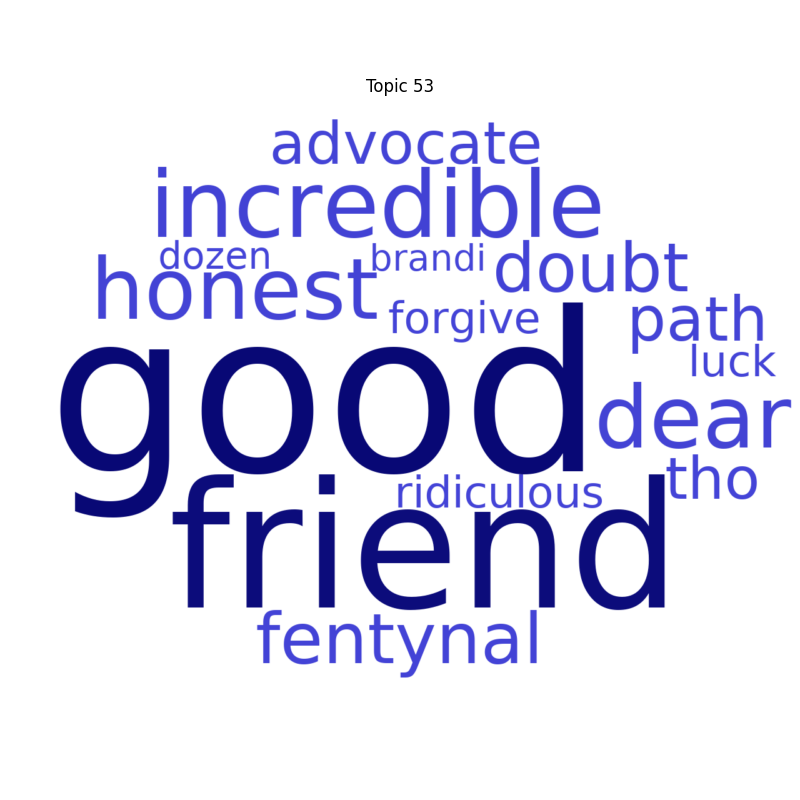 Topic 53
advocate
incredible
dozen brandi doubt
honest
forgive path
luck
good
dear
tho
ridiculous
friend
fentynal